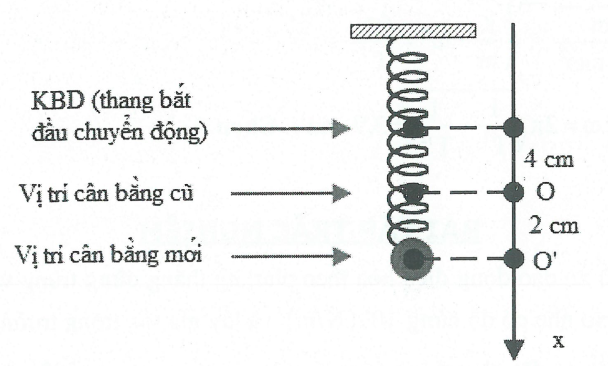 KBD (thang bắt
đầu chuyển động)
4 cm
Vị trí cân bằng cũ
O
2 cm
Vị trí cân bằng mới
O'
x